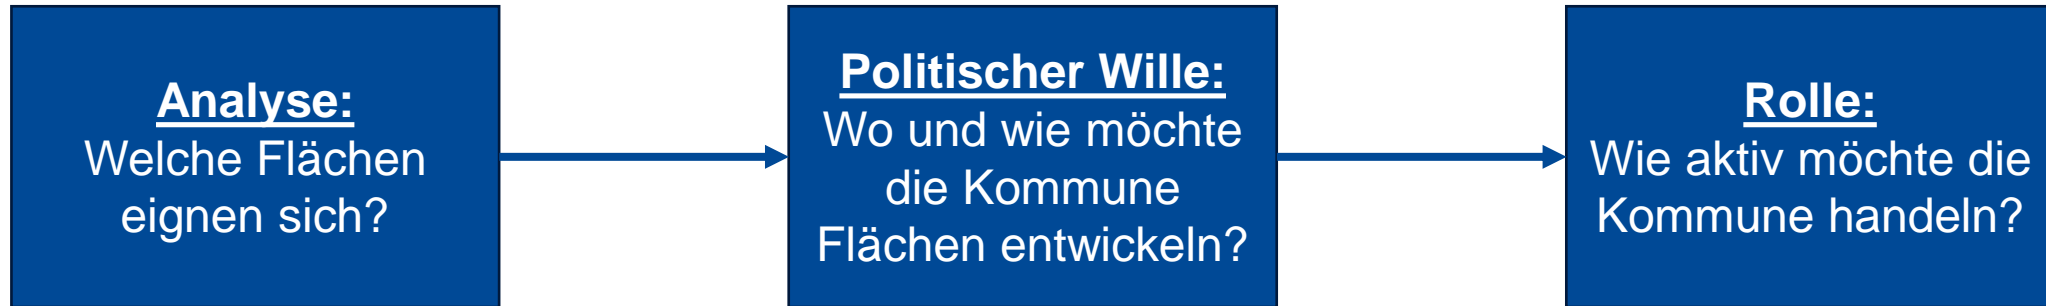 Analyse:
Welche Flächen
eignen sich?
Politischer Wille:
Wo und wie möchte
die Kommune
Flächen entwickeln?
Rolle:
Wie aktiv möchte die
Kommune handeln?